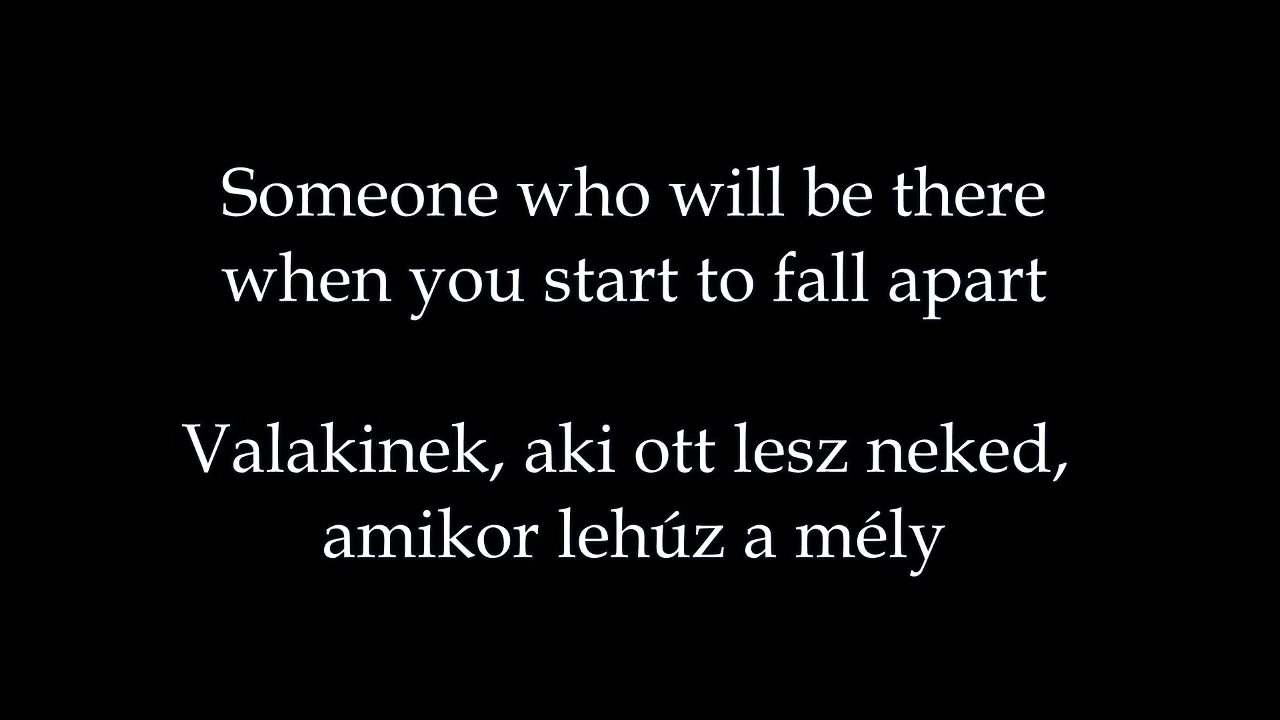 Someone who will be there
when you start to fall apart
Valakinek, aki ott lesz neked,
amikor lehúz a mély